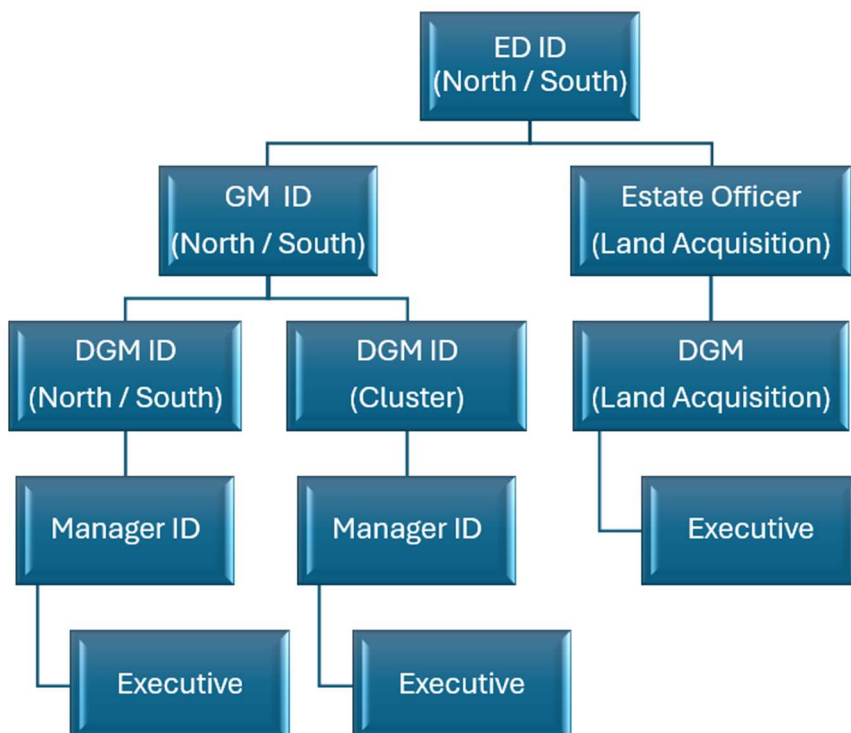 ED ID
(North / South)
GM ID
(North / South)
Estate Officer
(Land Acquisition)
DGM ID
(North / South)
DGM ID
(Cluster)
DGM
(Land Acquisition)
Manager ID
Manager ID
Executive
Executive
Executive